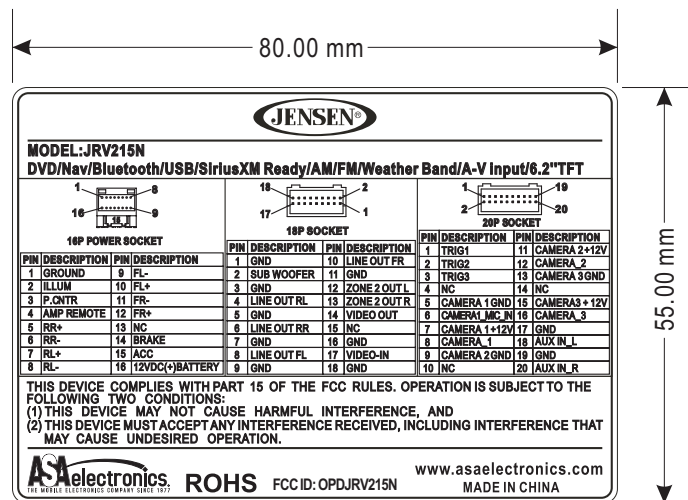 80.00 mm
55.00 mm
JENSEN®
MODEL:JRV215N
DVD/Nav/Bluetooth/USB/SiriusXM Ready/AM/FM/Weather Band/A-V input/6.2"TFT
1 8
16 9
15
16P POWER SOCKET
PIN DESCRIPTION PIN DESCRIPTION
1 GROUND 9 FL-
2 ILLUM 10 FL+
3 P.CNTR 11 FR-
4 AMP REMOTE 12 FR+
5 RR+ 13 NC
6 RR- 14 BRAKE
7 RL+ 15 ACC
8 RL- 16 12VDC(+)BATTERY
18 2
17 1
18P SOCKET
PIN DESCRIPTION PIN DESCRIPTION
1 GND 10 LINE OUT FR
2 SUB WOOFER 11 GND
3 GND 12 ZONE 2 OUT L
4 LINE OUT RL 13 ZONE 2 OUT R
5 GND 14 VIDEO OUT
6 LINE OUT RR 15 NC
7 GND 16 GND
8 LINE OUT FL 17 VIDEO-IN
9 GND 18 GND
1 19
2 20
20P SOCKET
PIN DESCRIPTION PIN DESCRIPTION
1 TRIG1 11 CAMERA 2+12V
2 TRIG2 12 CAMERA_2
3 TRIG3 13 CAMERA 3GND
4 NC 14 NC
5 CAMERA 1GND 15 CAMERA3 + 12V
6 CAMERA1_MIC_IN 16 CAMERA_3
7 CAMERA 1+12V 17 GND
8 CAMERA_1 18 AUX IN_L
9 CAMERA 2GND 19 GND
10 NC 20 AUX IN_R
THIS DEVICE COMPLIES WITH PART 15 OF THE FCC RULES. OPERATION IS SUBJECT TO THE
FOLLOWING TWO CONDITIONS:
(1) THIS DEVICE MAY NOT CAUSE HARMFUL INTERFERENCE, AND
(2) THIS DEVICE MUST ACCEPT ANY INTERFERENCE RECEIVED, INCLUDING INTERFERENCE THAT
MAY CAUSE UNDESIRED OPERATION.
ASA electronics.
THE MOBILE ELECTRONICS COMPANY SINCE 1977
ROHS
FCC ID: OPDJRV215N
www.asaelectronics.com
MADE IN CHINA